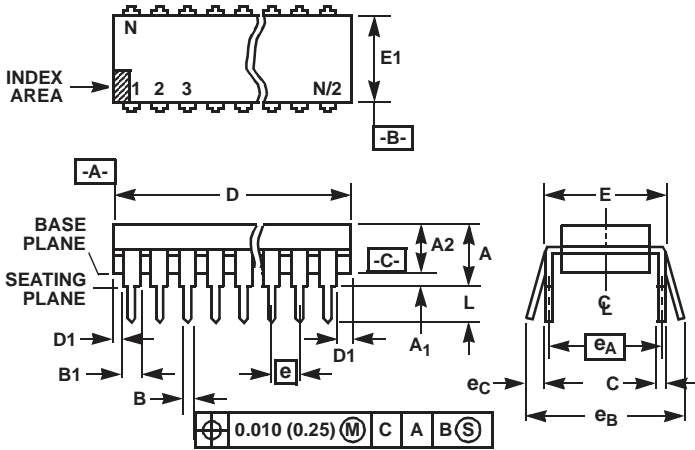 N
E1
INDEX
AREA
1 2 3 N/2
-B-
-A-
D
E
BASE
PLANE
A2
A
-C-
SEATING
PLANE
L
C
L
D1
D1
A1
e
eA
B1
eC
C
B
eB
0.010 (0.25) M C A B S